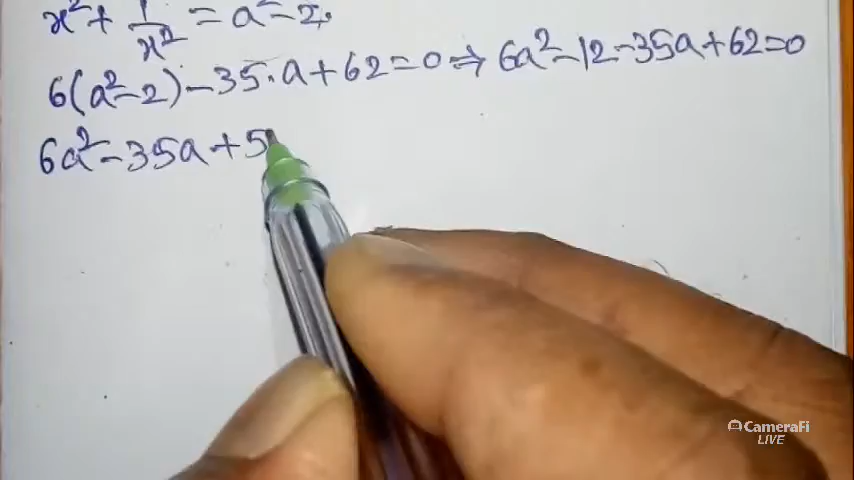 x² + 1/x² = a² - 2,
6(a² - 2) - 35·a + 62 = 0 ⇒ 6a² - 12 - 35a + 62 = 0
6a² - 35a + 5
CameraFi
LIVE